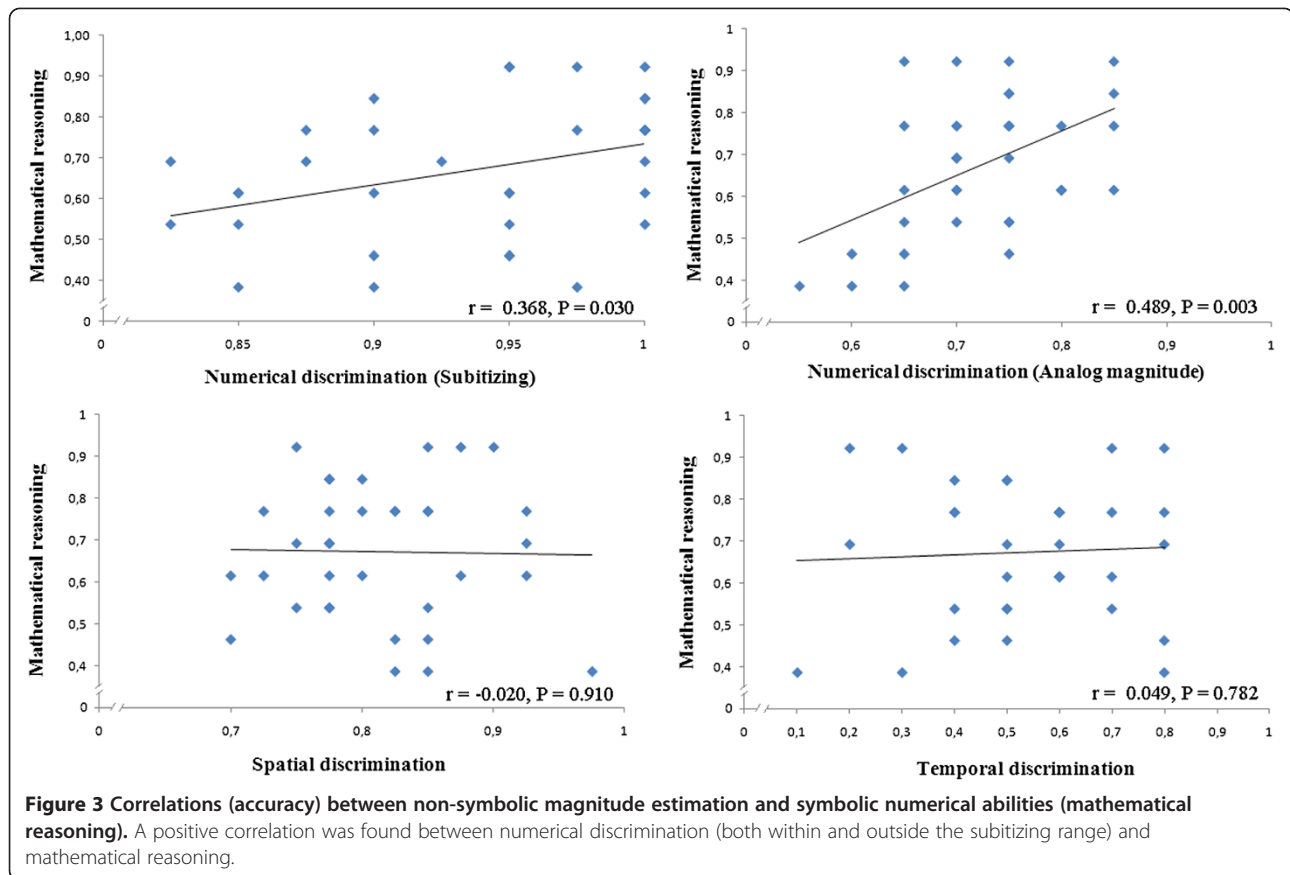 1,00
0,90
0,80
0,70
0,60
0,50
0,40
0
Mathematical reasoning
r = 0.368, P = 0.030
0 0,85 0,9 0,95 1
Numerical discrimination (Subitizing)
1
0,9
0,8
0,7
0,6
0,5
0,4
0
Mathematical reasoning
r = 0.489, P = 0.003
0 0,6 0,7 0,8 0,9 1
Numerical discrimination (Analog magnitude)
1
0,9
0,8
0,7
0,6
0,5
0,4
0
Mathematical reasoning
r = -0.020, P = 0.910
0 0,7 0,8 0,9 1
Spatial discrimination
1
0,9
0,8
0,7
0,6
0,5
0,4
0
Mathematical reasoning
r = 0.049, P = 0.782
0 0,1 0,2 0,3 0,4 0,5 0,6 0,7 0,8 0,9 1
Temporal discrimination
Figure 3 Correlations (accuracy) between non-symbolic magnitude estimation and symbolic numerical abilities (mathematical
reasoning). A positive correlation was found between numerical discrimination (both within and outside the subitizing range) and
mathematical reasoning.